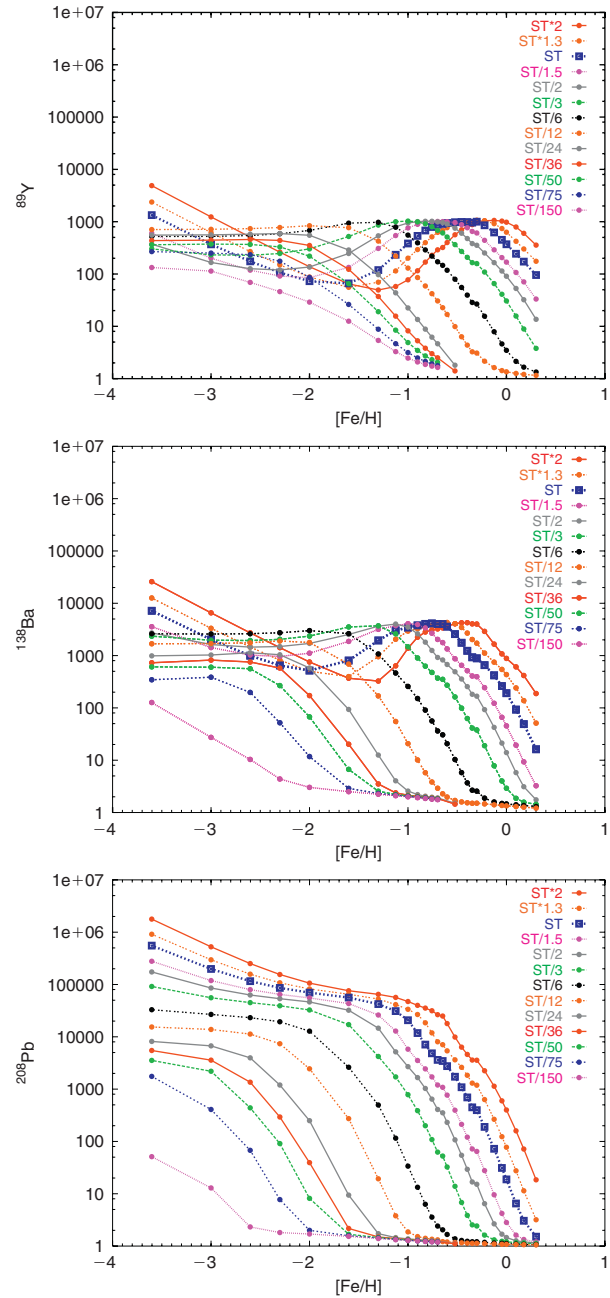 1e+07
1e+06
100000
10000
1000
100
10
1
⁸⁹Y
ST*2
ST*1.3
ST
ST/1.5
ST/2
ST/3
ST/6
ST/12
ST/24
ST/36
ST/50
ST/75
ST/150
−4 −3 −2 −1 0 1
[Fe/H]
1e+07
1e+06
100000
10000
1000
100
10
1
¹³⁸Ba
ST*2
ST*1.3
ST
ST/1.5
ST/2
ST/3
ST/6
ST/12
ST/24
ST/36
ST/50
ST/75
ST/150
−4 −3 −2 −1 0 1
[Fe/H]
1e+07
1e+06
100000
10000
1000
100
10
1
²⁰⁸Pb
ST*2
ST*1.3
ST
ST/1.5
ST/2
ST/3
ST/6
ST/12
ST/24
ST/36
ST/50
ST/75
ST/150
−4 −3 −2 −1 0 1
[Fe/H]